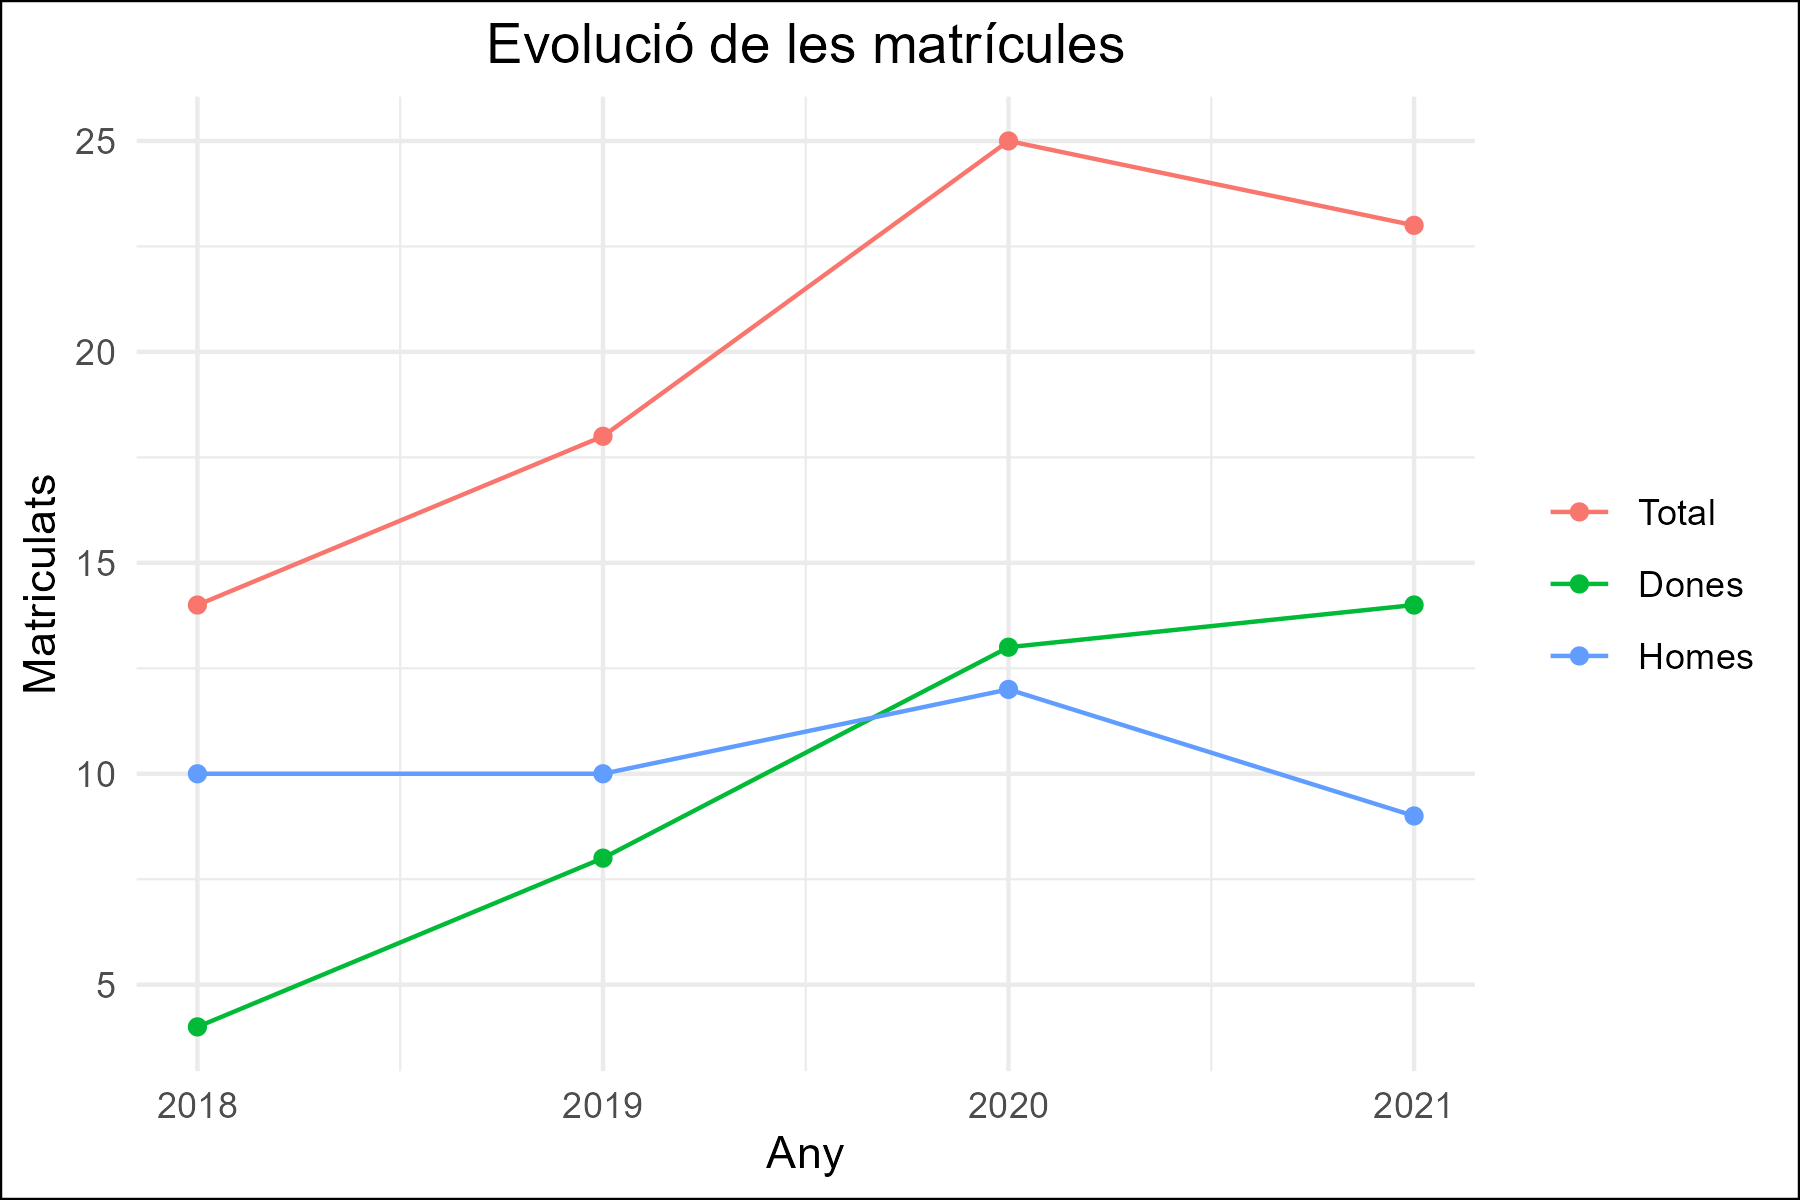 Evolució de les matrícules
25
20
15
10
5
Matriculats
2018 2019 2020 2021
Any
Total
Dones
Homes